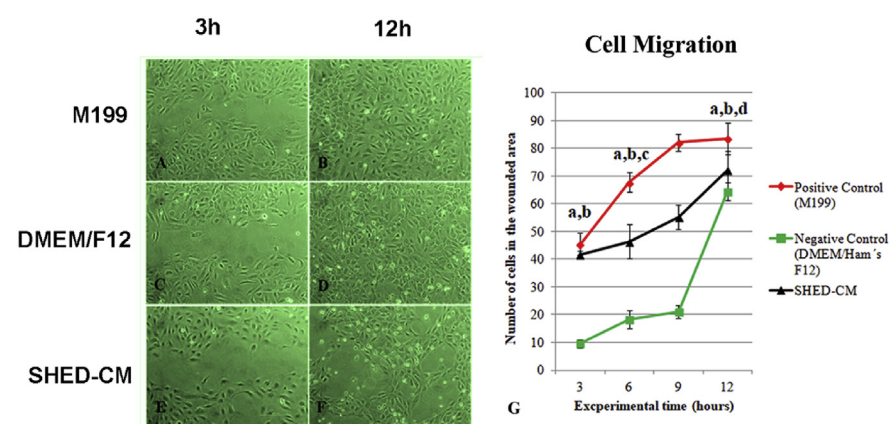 3h
12h
M199
DMEM/F12
SHED-CM
A
B
C
D
E
F
Cell Migration
Number of cells in the wounded area
100
90
80
70
60
50
40
30
20
10
0
a,b
a,b,c
a,b,d
3
6
9
12
Excperimental time (hours)
G
Positive Control
(M199)
Negative Control
(DMEM/Ham´s
F12)
SHED-CM